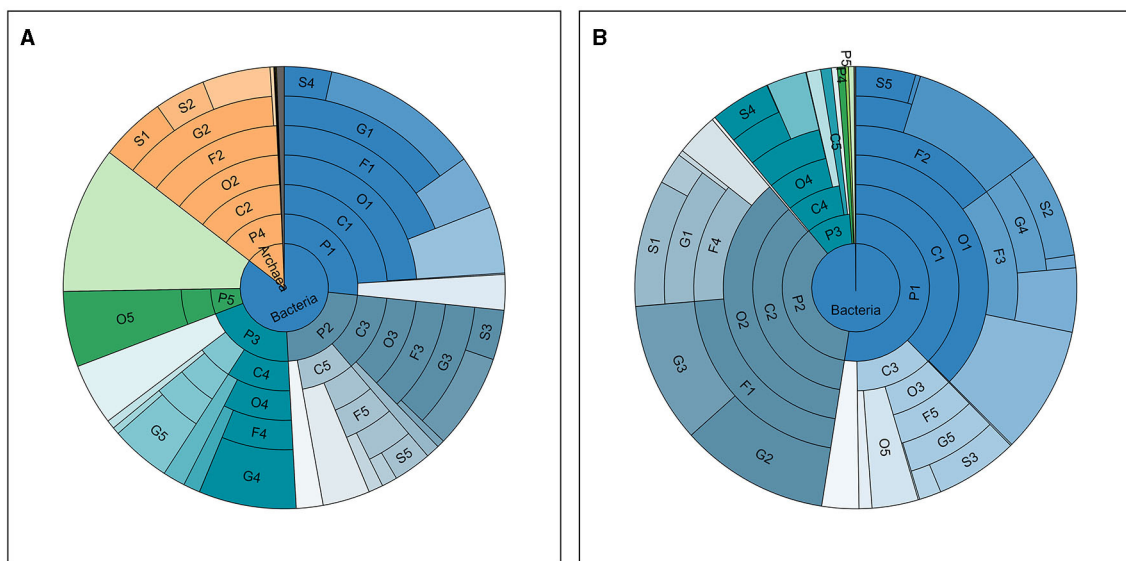 A
S4
G1
F1
O1
C1
P1
S1
S2
G2
F2
O2
C2
P4
Archaea
Bacteria
P5
O5
P3
C4
O4
F4
G4
G5
P2
C3
O3
F3
G3
S3
C5
F5
S5
B
P5
P4
S5
F2
O1
C1
P1
S2
G4
F3
Bacteria
S4
O4
C4
P3
C5
S1
G1
F4
O2
C2
P2
G3
F1
G2
C3
O3
F5
G5
S3
O5